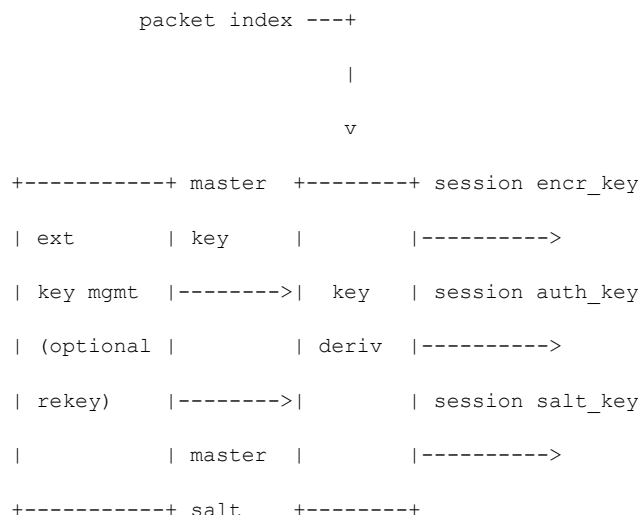 packet index ---+
|
v
+-----------+ master +--------+ session encr_key
| ext | key | |---------->
| key mgmt |-------->| key | session auth_key
| (optional | | deriv |---------->
| rekey) |-------->| | session salt_key
| | master | |---------->
+-----------+ salt +--------+